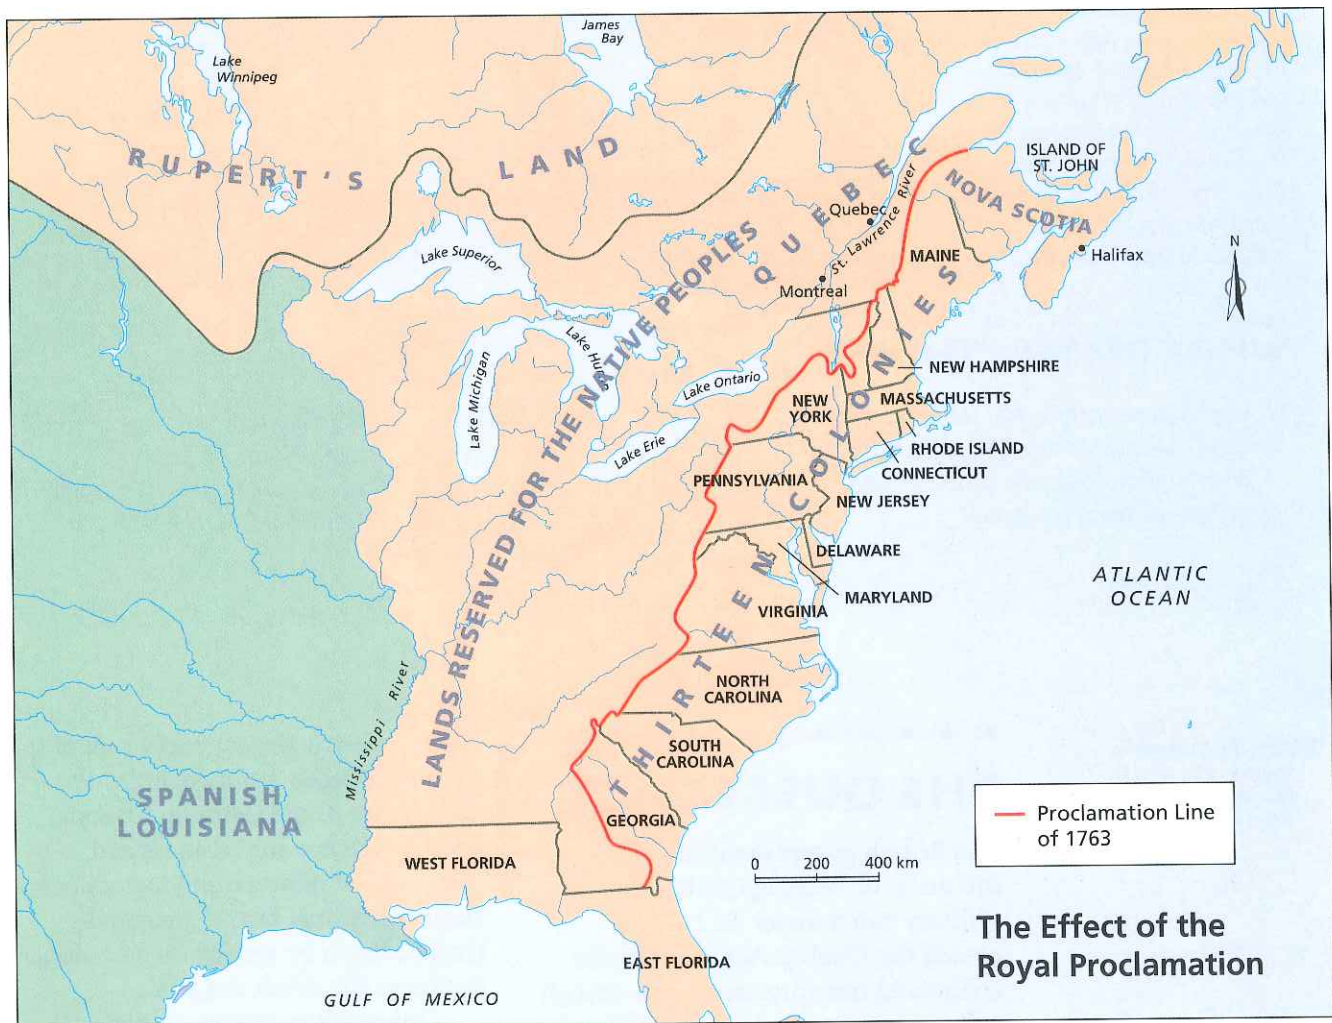 James
Bay
Lake
Winnipeg
RUPERT'S LAND
ISLAND OF
ST. JOHN
NOVA SCOTIA
Halifax
QUEBEC
Quebec
St. Lawrence River
Montreal
MAINE
N
Lake Superior
Lake Michigan
Lake Huron
Lake Ontario
Lake Erie
LANDS RESERVED FOR THE NATIVE PEOPLES
THIRTEEN COLONIES
NEW HAMPSHIRE
NEW
YORK
MASSACHUSETTS
RHODE ISLAND
CONNECTICUT
PENNSYLVANIA
NEW JERSEY
DELAWARE
MARYLAND
VIRGINIA
ATLANTIC
OCEAN
NORTH
CAROLINA
SOUTH
CAROLINA
GEORGIA
Mississippi River
SPANISH
LOUISIANA
WEST FLORIDA
EAST FLORIDA
GULF OF MEXICO
Proclamation Line
of 1763
0 200 400 km
The Effect of the
Royal Proclamation